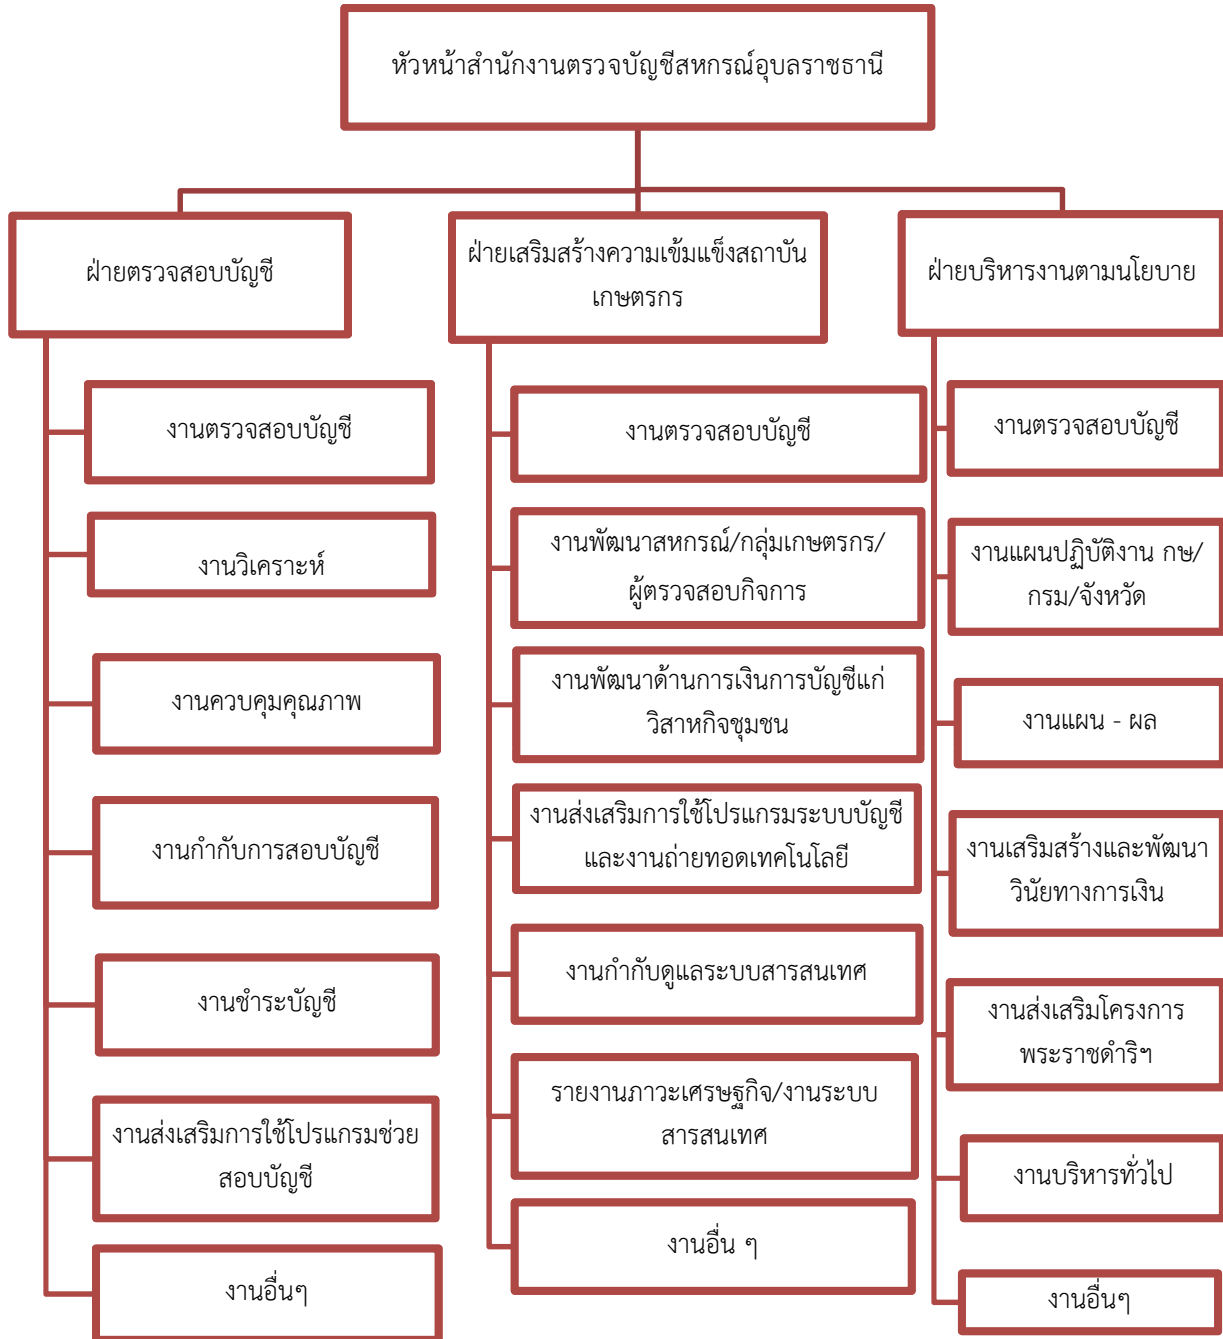 หัวหน้าสำนักงานตรวจบัญชีสหกรณ์อุบลราชธานี
ฝ่ายตรวจสอบบัญชี
งานตรวจสอบบัญชี
งานวิเคราะห์
งานควบคุมคุณภาพ
งานกำกับการสอบบัญชี
งานชำระบัญชี
งานส่งเสริมการใช้โปรแกรมช่วย
สอบบัญชี
งานอื่นๆ
ฝ่ายเสริมสร้างความเข้มแข็งสถาบัน
เกษตรกร
งานตรวจสอบบัญชี
งานพัฒนาสหกรณ์/กลุ่มเกษตรกร/
ผู้ตรวจสอบกิจการ
งานพัฒนาด้านการเงินการบัญชีแก่
วิสาหกิจชุมชน
งานส่งเสริมการใช้โปรแกรมระบบบัญชี
และงานถ่ายทอดเทคโนโลยี
งานกำกับดูแลระบบสารสนเทศ
รายงานภาวะเศรษฐกิจ/งานระบบ
สารสนเทศ
งานอื่น ๆ
ฝ่ายบริหารงานตามนโยบาย
งานตรวจสอบบัญชี
งานแผนปฏิบัติงาน กษ/
กรม/จังหวัด
งานแผน - ผล
งานเสริมสร้างและพัฒนา
วินัยทางการเงิน
งานส่งเสริมโครงการ
พระราชดำริฯ
งานบริหารทั่วไป
งานอื่นๆ